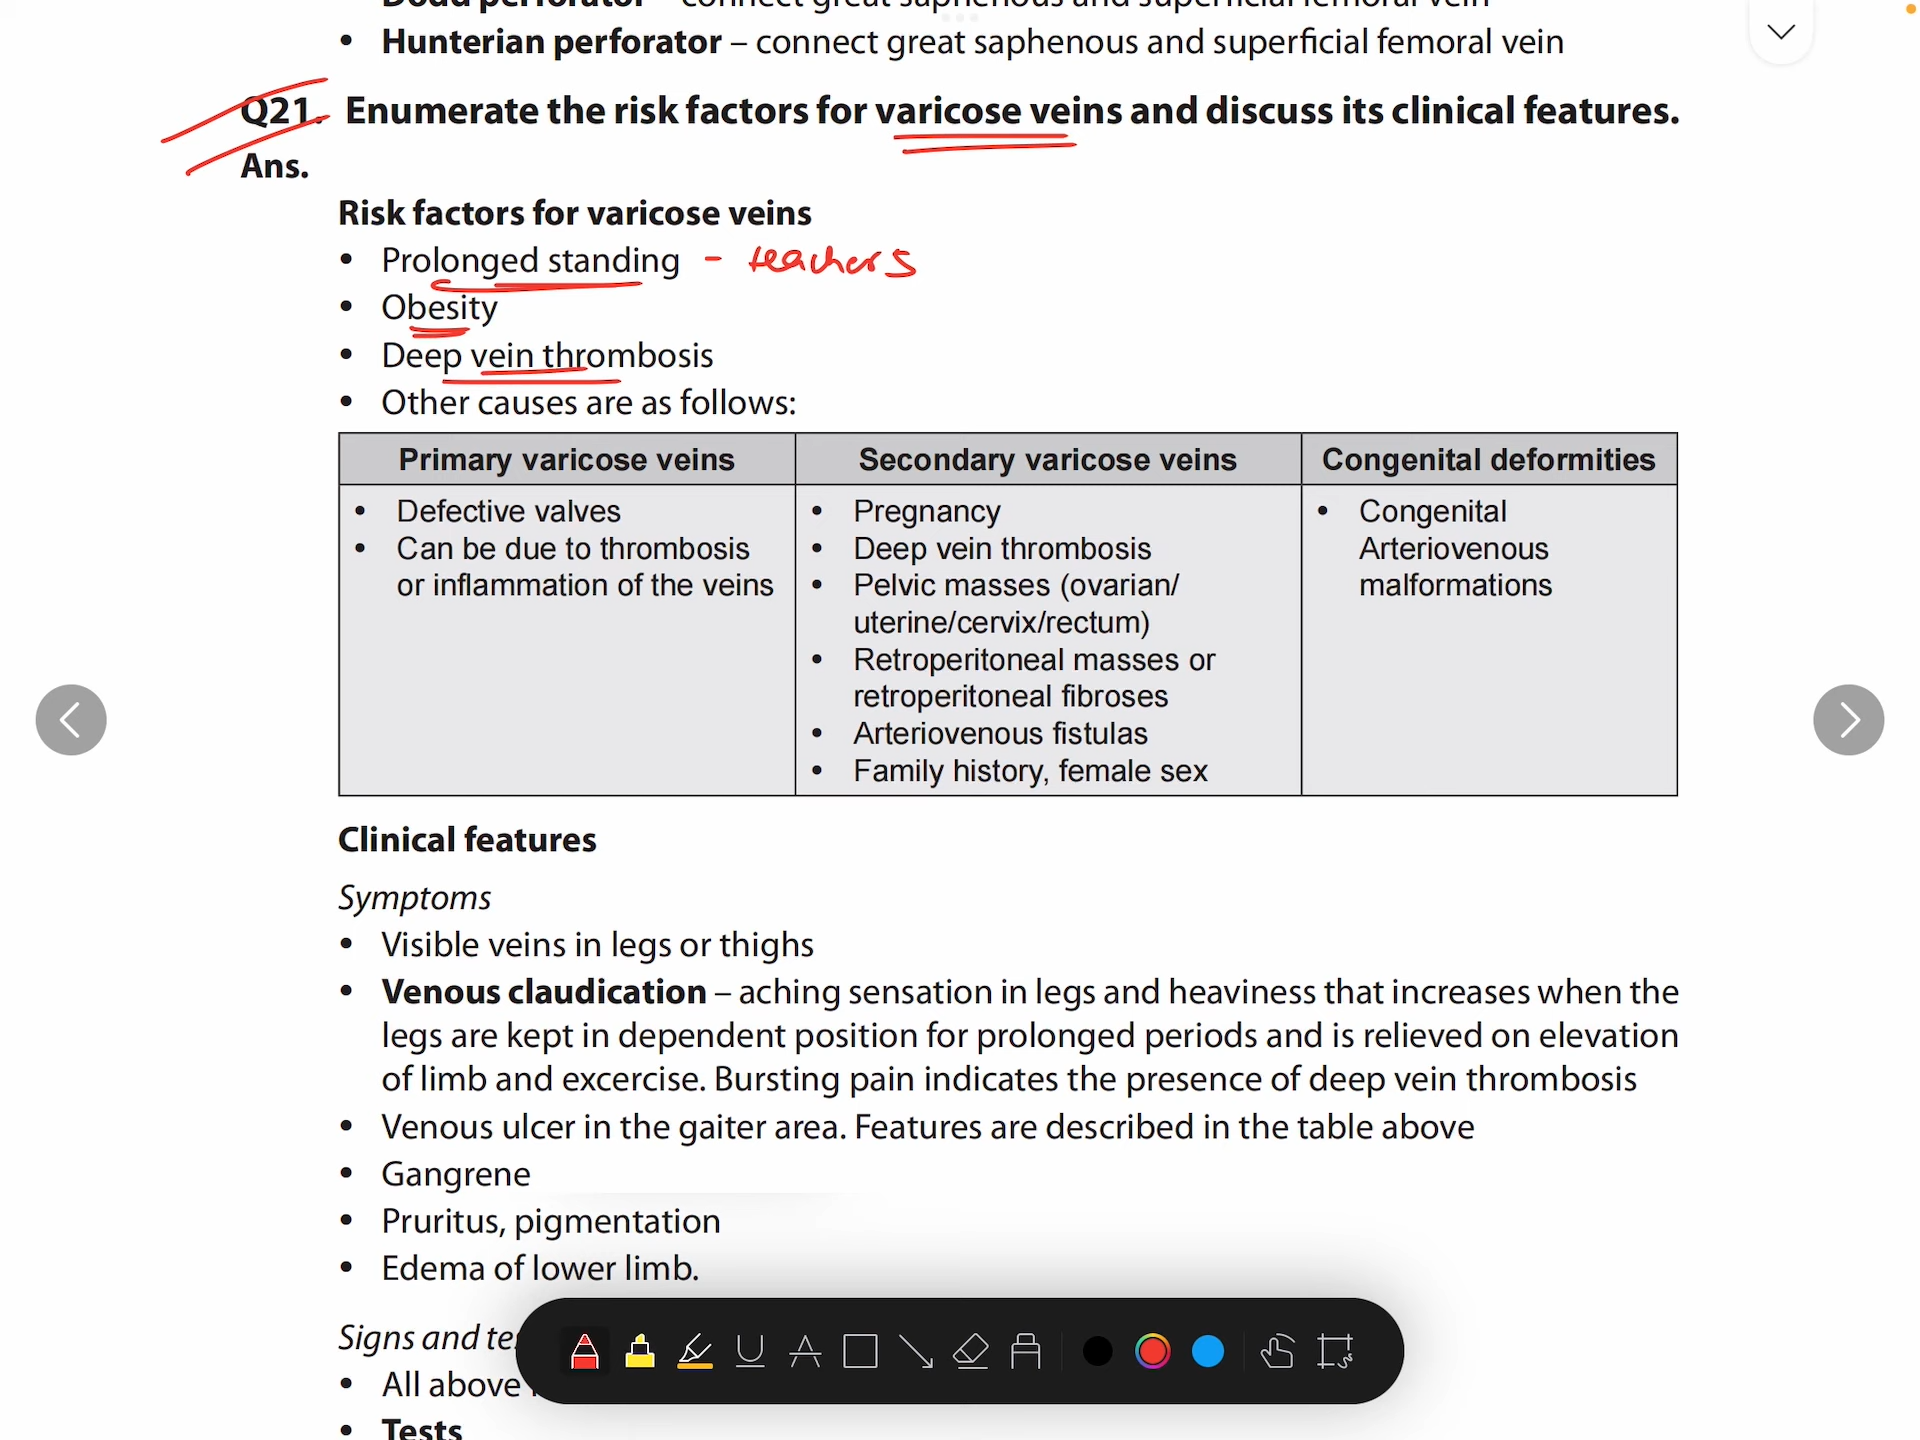 • Hunterian perforator – connect great saphenous and superficial femoral vein
Q21. Enumerate the risk factors for varicose veins and discuss its clinical features.
Ans.
Risk factors for varicose veins
• Prolonged standing - teachers
• Obesity
• Deep vein thrombosis
• Other causes are as follows:
Primary varicose veins
• Defective valves
• Can be due to thrombosis
or inflammation of the veins
Secondary varicose veins
• Pregnancy
• Deep vein thrombosis
• Pelvic masses (ovarian/
uterine/cervix/rectum)
• Retroperitoneal masses or
retroperitoneal fibroses
• Arteriovenous fistulas
• Family history, female sex
Congenital deformities
• Congenital
Arteriovenous
malformations
Clinical features
Symptoms
• Visible veins in legs or thighs
• Venous claudication – aching sensation in legs and heaviness that increases when the
legs are kept in dependent position for prolonged periods and is relieved on elevation
of limb and excercise. Bursting pain indicates the presence of deep vein thrombosis
• Venous ulcer in the gaiter area. Features are described in the table above
• Gangrene
• Pruritus, pigmentation
• Edema of lower limb.
Signs and
• All above
• Tests